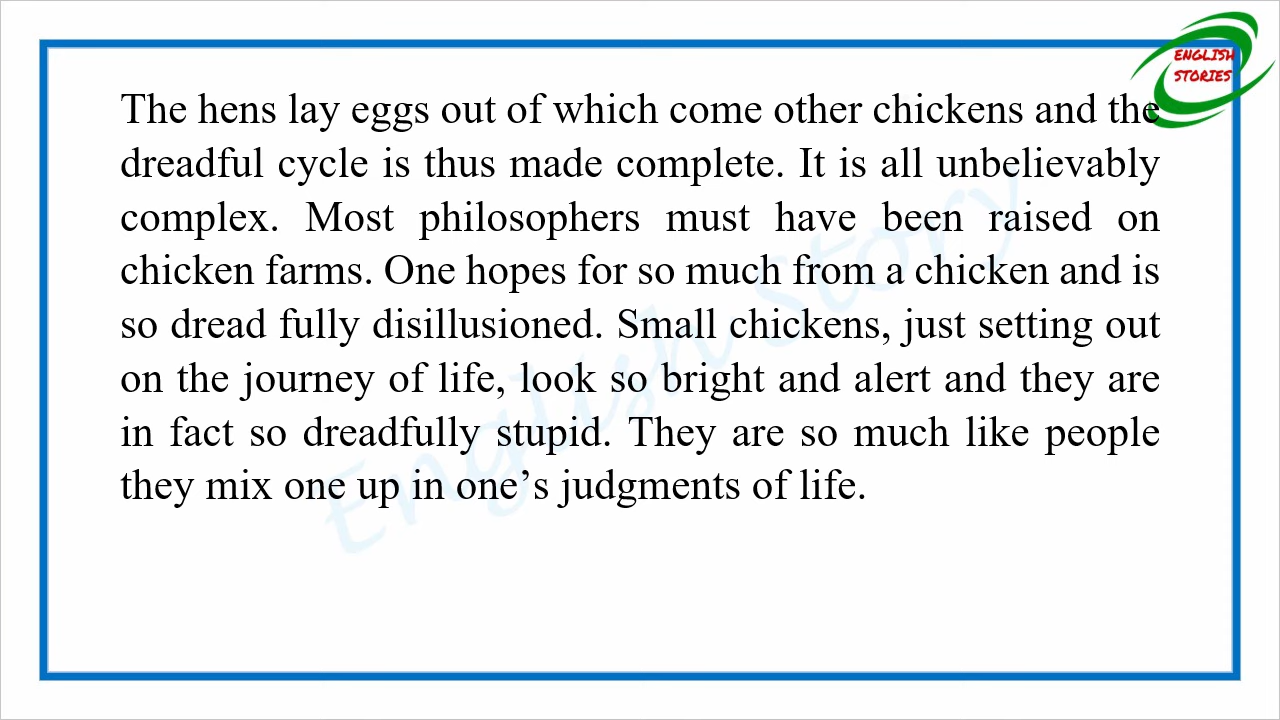 ENGLISH
STORIES
The hens lay eggs out of which come other chickens and the
dreadful cycle is thus made complete. It is all unbelievably
complex. Most philosophers must have been raised on
chicken farms. One hopes for so much from a chicken and is
so dread fully disillusioned. Small chickens, just setting out
on the journey of life, look so bright and alert and they are
in fact so dreadfully stupid. They are so much like people
they mix one up in one’s judgments of life.
English Story